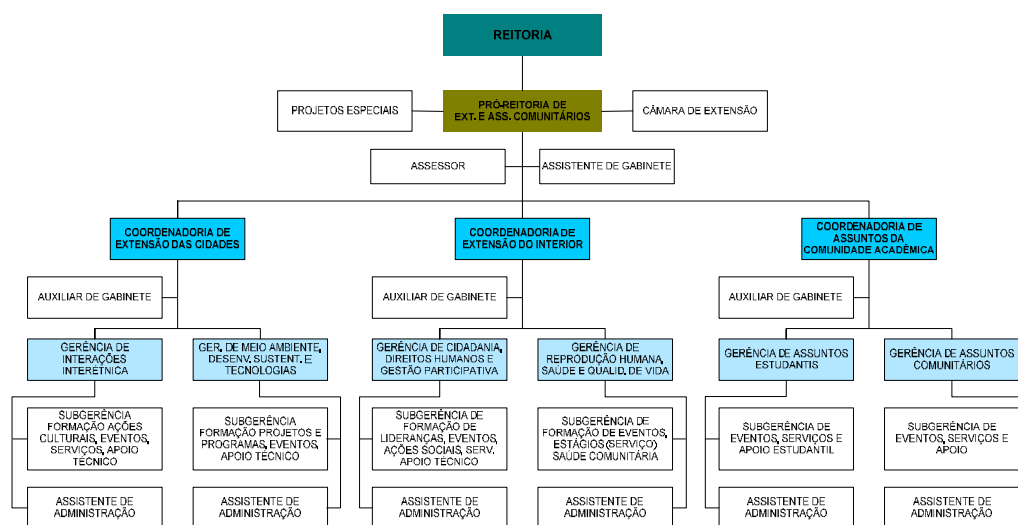 REITORIA
PROJETOS ESPECIAIS
PRÓ-REITORIA DE
EXT. E ASS. COMUNITÁRIOS
CÂMARA DE EXTENSÃO
ASSESSOR
ASSISTENTE DE GABINETE
COORDENADORIA DE
EXTENSÃO DAS CIDADES
COORDENADORIA DE
EXTENSÃO DO INTERIOR
COORDENADORIA DE
ASSUNTOS DA
COMUNIDADE ACADÊMICA
AUXILIAR DE GABINETE
AUXILIAR DE GABINETE
AUXILIAR DE GABINETE
GERÊNCIA DE
INTERAÇÕES
INTERÉTNICA
GER. DE MEIO AMBIENTE,
DESENV. SUSTENT. E
TECNOLOGIAS
GERÊNCIA DE CIDADANIA,
DIREITOS HUMANOS E
GESTÃO PARTICIPATIVA
GERÊNCIA DE
REPRODUÇÃO HUMANA,
SAÚDE E QUALID. DE VIDA
GERÊNCIA DE ASSUNTOS
ESTUDANTIS
GERÊNCIA DE ASSUNTOS
COMUNITÁRIOS
SUBGERÊNCIA
FORMAÇÃO AÇÕES
CULTURAIS, EVENTOS,
SERVIÇOS, APOIO
TÉCNICO
SUBGERÊNCIA
FORMAÇÃO PROJETOS E
PROGRAMAS, EVENTOS,
APOIO TÉCNICO
SUBGERÊNCIA DE
FORMAÇÃO DE
LIDERANÇAS, EVENTOS,
AÇÕES SOCIAIS, SERV.
APOIO TÉCNICO
SUBGERÊNCIA DE
FORMAÇÃO DE EVENTOS,
ESTÁGIOS (SERVIÇO)
SAÚDE COMUNITÁRIA
SUBGERÊNCIA DE
EVENTOS, SERVIÇOS E
APOIO ESTUDANTIL
SUBGERÊNCIA DE
EVENTOS, SERVIÇOS E
APOIO
ASSISTENTE DE
ADMINISTRAÇÃO
ASSISTENTE DE
ADMINISTRAÇÃO
ASSISTENTE DE
ADMINISTRAÇÃO
ASSISTENTE DE
ADMINISTRAÇÃO
ASSISTENTE DE
ADMINISTRAÇÃO
ASSISTENTE DE
ADMINISTRAÇÃO